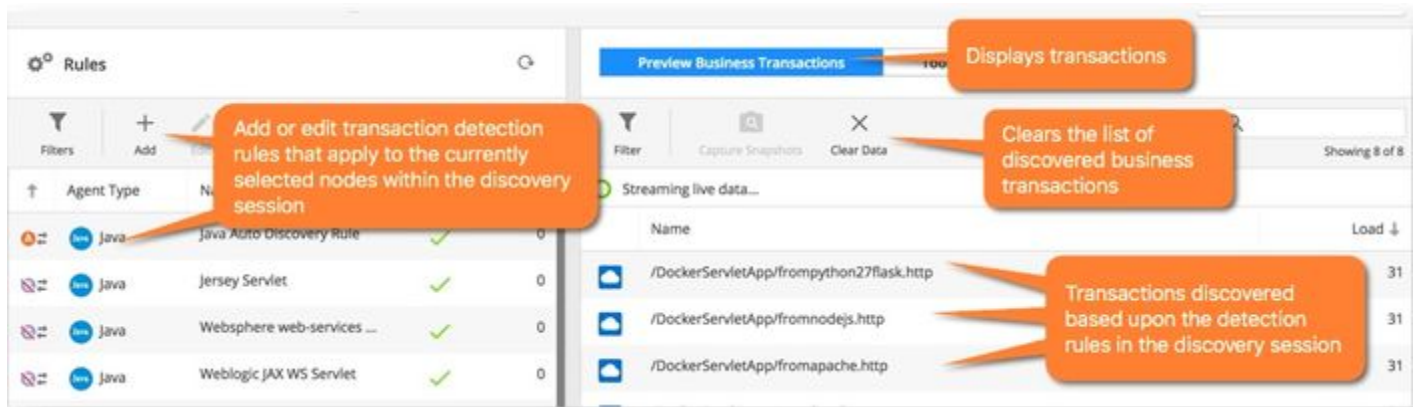 Rules
Preview Business Transactions
Displays transactions
Filters
Add
Add or edit transaction detection
rules that apply to the currently
selected nodes within the discovery
session
Filter
Capture Snapshots
Clear Data
Clears the list of
discovered business
transactions
Showing 8 of 8
Agent Type
Streaming live data...
Name
Load
Java
Java Auto Discovery Rule
0
Java
Jersey Servlet
0
Java
Websphere web-services ...
0
Java
Weblogic JAX WS Servlet
0
/DockerServletApp/frompython27flask.http
31
/DockerServletApp/fromnodejs.http
31
/DockerServletApp/fromapache.http
31
Transactions discovered
based upon the detection
rules in the discovery session